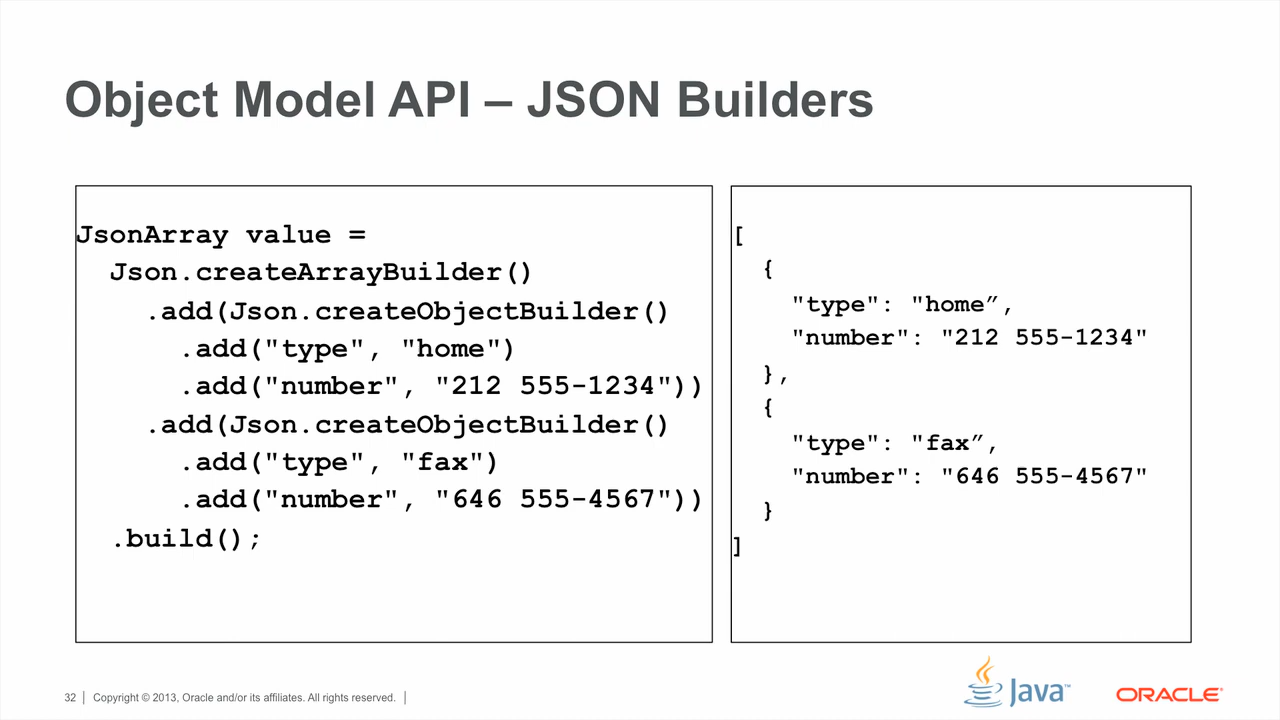 Object Model API – JSON Builders
JsonArray value =
  Json.createArrayBuilder()
    .add(Json.createObjectBuilder()
      .add("type", "home")
      .add("number", "212 555-1234"))
    .add(Json.createObjectBuilder()
      .add("type", "fax")
      .add("number", "646 555-4567"))
  .build();
[
  {
    "type": "home”,
    "number": "212 555-1234"
  },
  {
    "type": "fax”,
    "number": "646 555-4567"
  }
]
32 | Copyright © 2013, Oracle and/or its affiliates. All rights reserved. |
Java™
ORACLE®